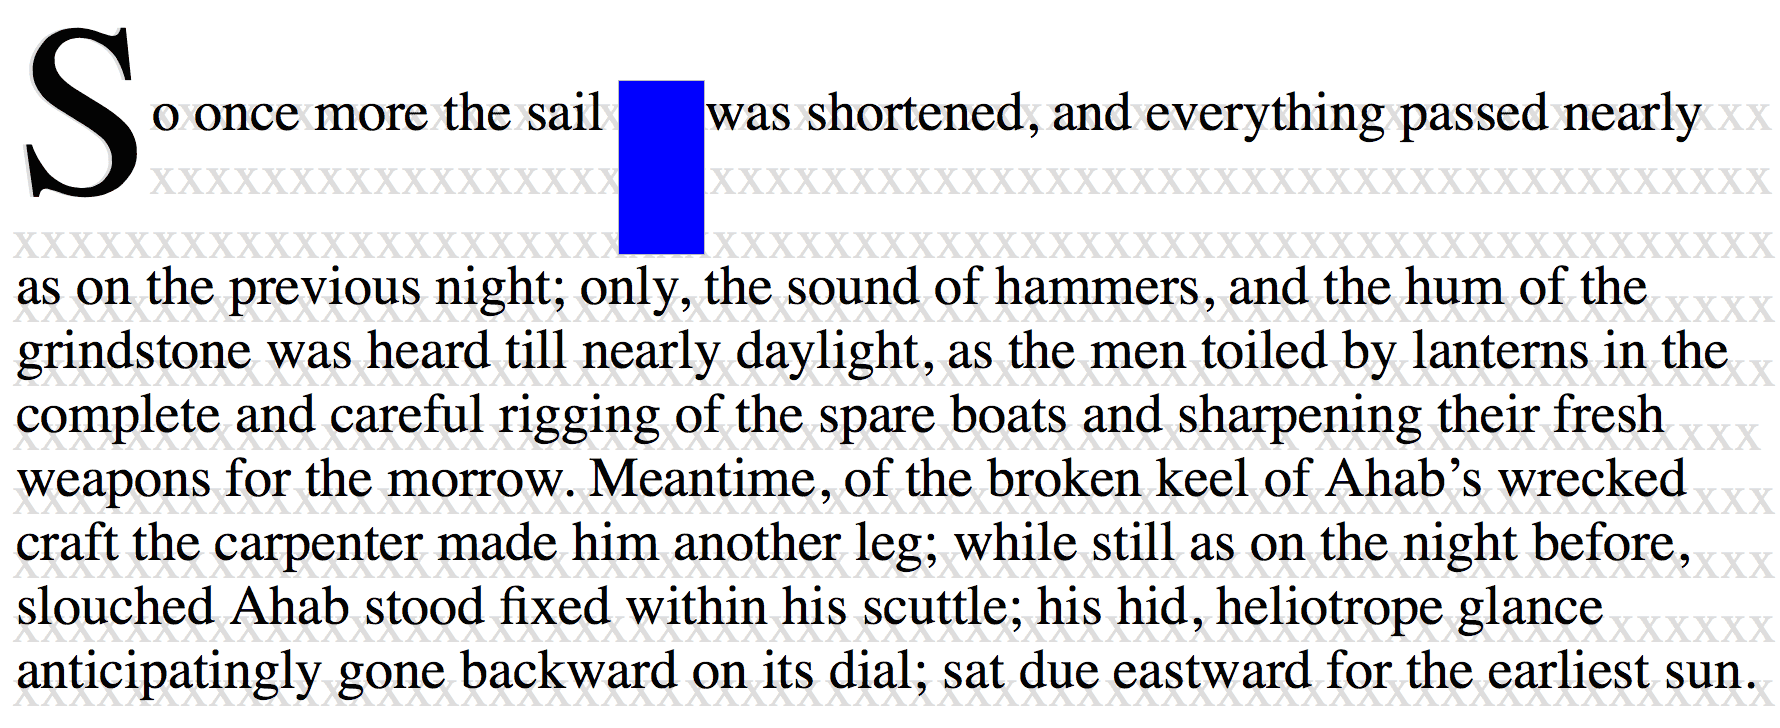 So once more the sail was shortened, and everything passed nearly
as on the previous night; only, the sound of hammers, and the hum of the
grindstone was heard till nearly daylight, as the men toiled by lanterns in the
complete and careful rigging of the spare boats and sharpening their fresh
weapons for the morrow. Meantime, of the broken keel of Ahab’s wrecked
craft the carpenter made him another leg; while still as on the night before,
slouched Ahab stood fixed within his scuttle; his hid, heliotrope glance
anticipatingly gone backward on its dial; sat due eastward for the earliest sun.